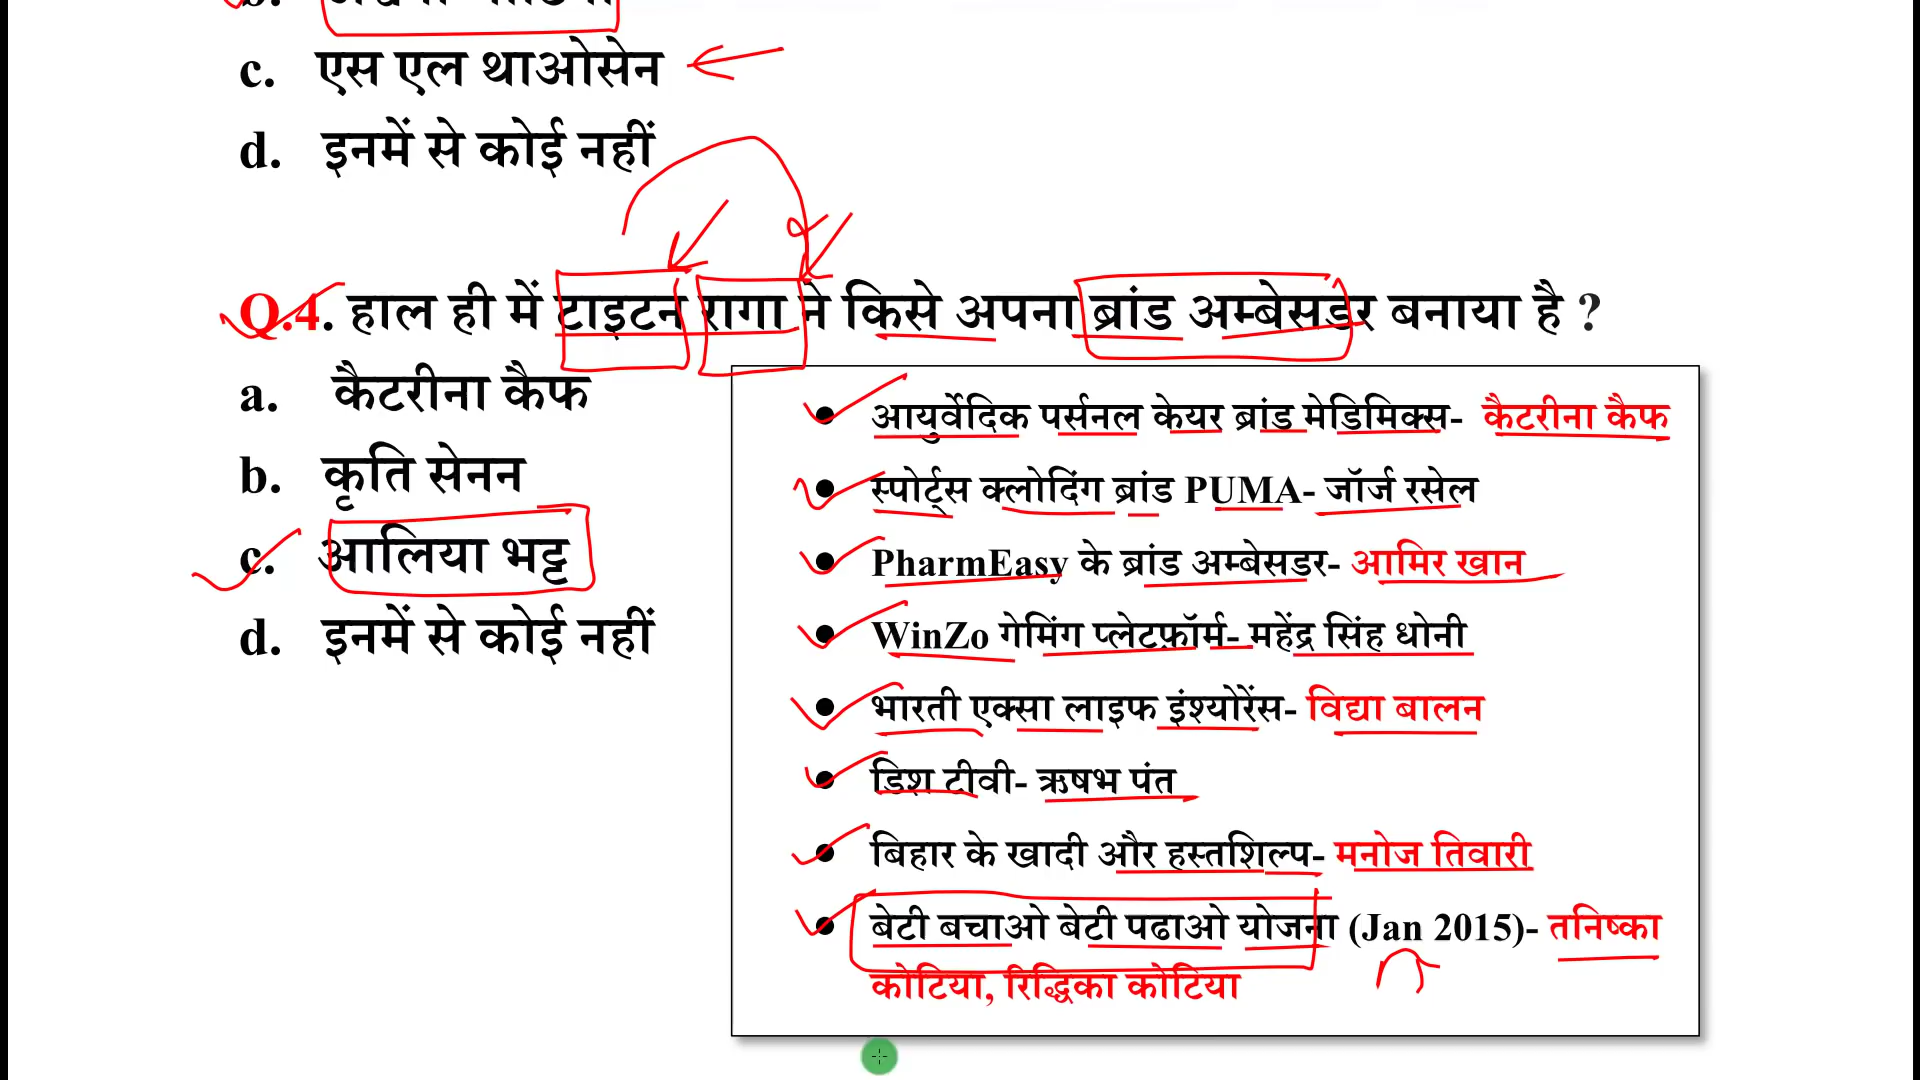 c. एस एल थाओसेन
d. इनमें से कोई नहीं
Q.4. हाल ही में टाइटन रागा ने किसे अपना ब्रांड अम्बेसडर बनाया है ?
a. कैटरीना कैफ
b. कृति सेनन
c. आलिया भट्ट
d. इनमें से कोई नहीं
● आयुर्वेदिक पर्सनल केयर ब्रांड मेडिमिक्स- कैटरीना कैफ
● स्पोर्ट्स क्लोदिंग ब्रांड PUMA- जॉर्ज रसेल
● PharmEasy के ब्रांड अम्बेसडर- आमिर खान
● WinZo गेमिंग प्लेटफ़ॉर्म- महेंद्र सिंह धोनी
● भारती एक्सा लाइफ इंश्योरेंस- विद्या बालन
● डिश टीवी- ऋषभ पंत
● बिहार के खादी और हस्तशिल्प- मनोज तिवारी
● बेटी बचाओ बेटी पढाओ योजना (Jan 2015)- तनिष्का
कोटिया, रिद्धिका कोटिया